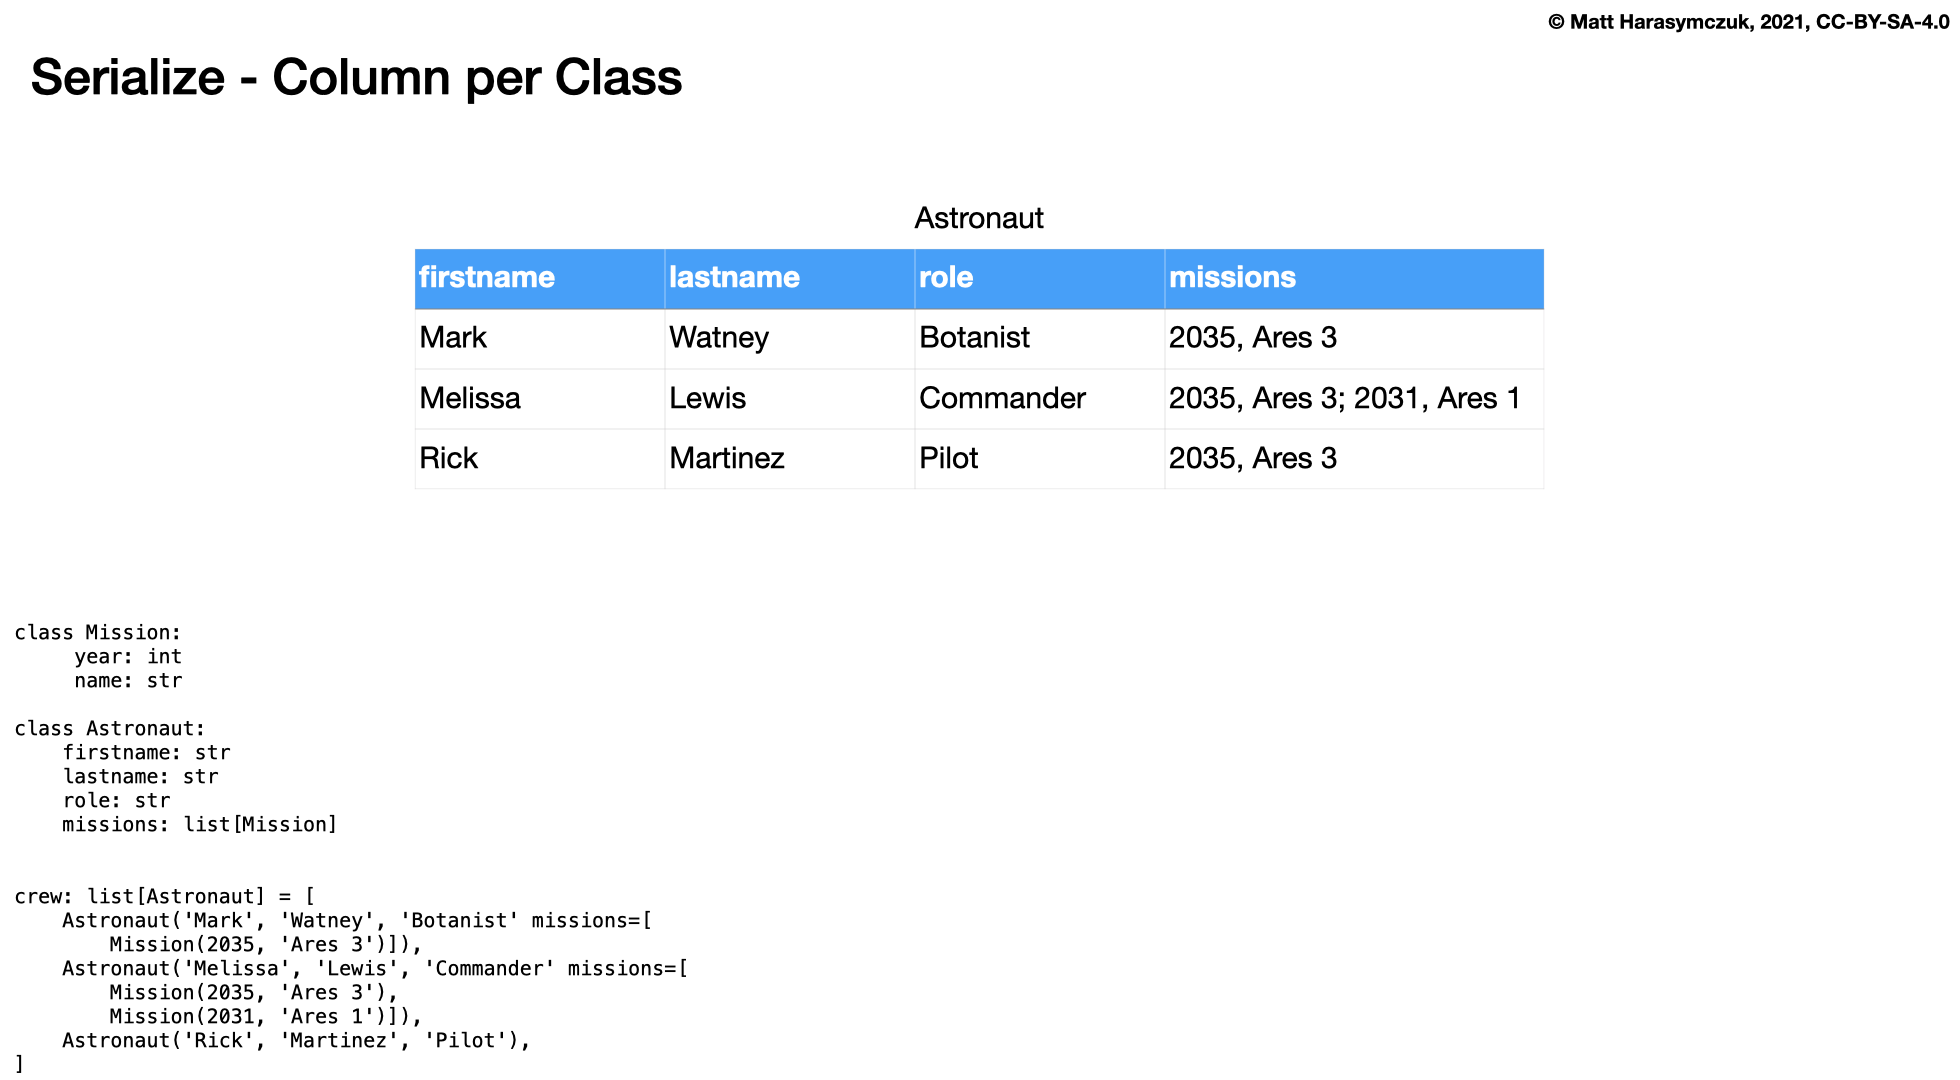 © Matt Harasymczuk, 2021, CC-BY-SA-4.0
Serialize - Column per Class
Astronaut
firstname lastname role missions
Mark Watney Botanist 2035, Ares 3
Melissa Lewis Commander 2035, Ares 3; 2031, Ares 1
Rick Martinez Pilot 2035, Ares 3
class Mission:
     year: int
     name: str
class Astronaut:
    firstname: str
    lastname: str
    role: str
    missions: list[Mission]
crew: list[Astronaut] = [
    Astronaut('Mark', 'Watney', 'Botanist' missions=[
        Mission(2035, 'Ares 3')]),
    Astronaut('Melissa', 'Lewis', 'Commander' missions=[
        Mission(2035, 'Ares 3'),
        Mission(2031, 'Ares 1')]),
    Astronaut('Rick', 'Martinez', 'Pilot'),
]